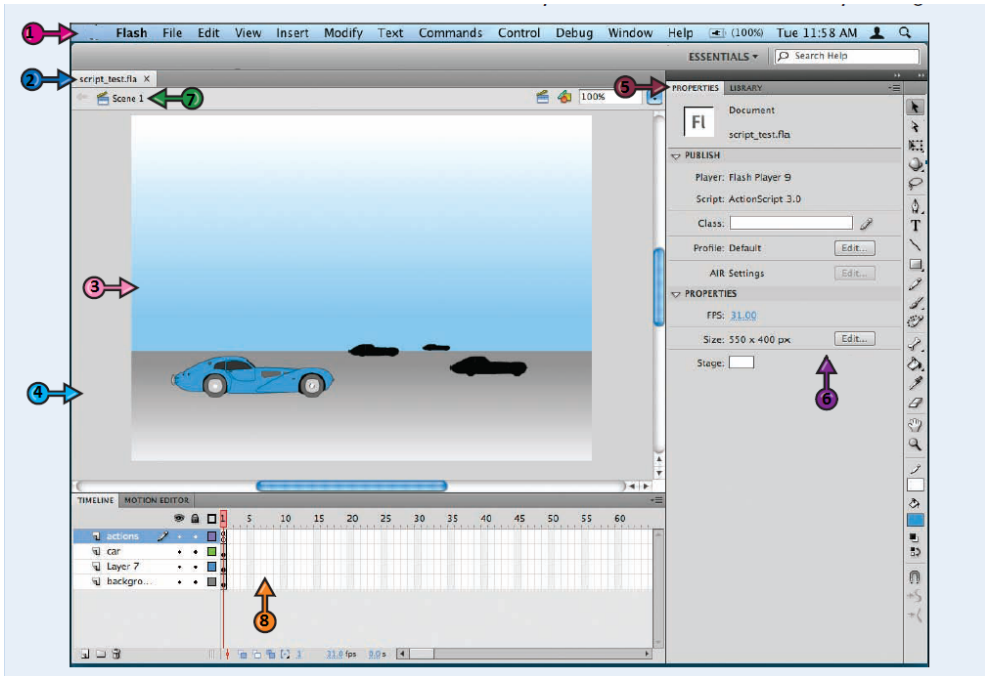 1
Flash File Edit View Insert Modify Text Commands Control Debug Window Help (100%) Tue 11:58 AM
ESSENTIALS Search Help
2
script_test.fla X
7
Scene 1
100%
5
PROPERTIES LIBRARY
Fl
Document
script_test.fla
PUBLISH
Player: Flash Player 9
Script: ActionScript 3.0
Class:
Profile: Default Edit...
AIR Settings Edit...
PROPERTIES
FPS: 31.00
Size: 550 x 400 px Edit...
Stage:
6
3
4
T
TIMELINE MOTION EDITOR
1 5 10 15 20 25 30 35 40 45 50 55 60
actions
car
Layer 7
backgro...
8
1 31.0 fps 0.0 s